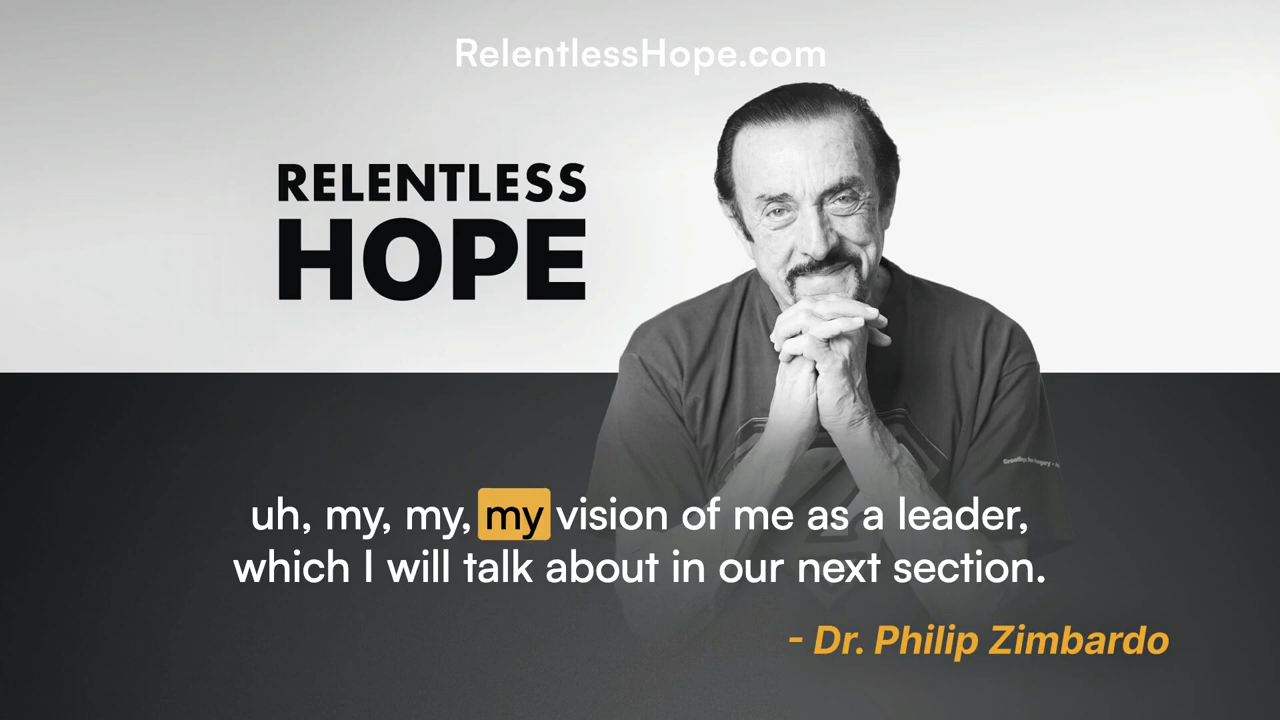 RelentlessHope.com
RELENTLESS
HOPE
uh, my, my, my vision of me as a leader,
which I will talk about in our next section.
- Dr. Philip Zimbardo